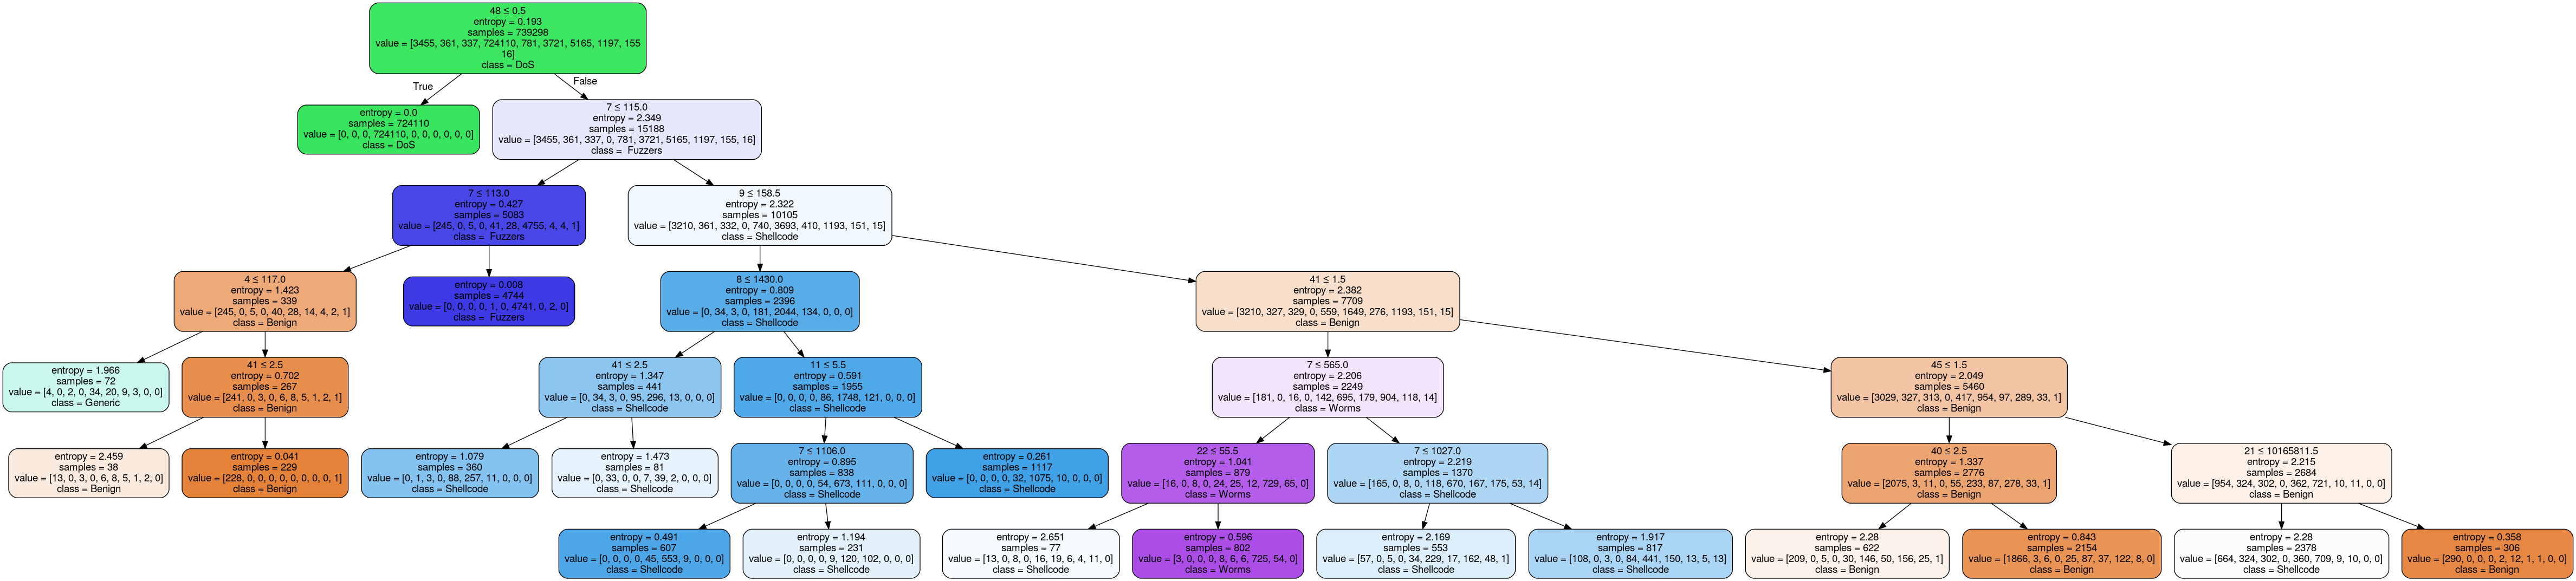 48 ≤ 0.5
entropy = 0.193
samples = 739298
value = [3455, 361, 337, 724110, 781, 3721, 5165, 1197, 155
16]
class = DoS
True
False
entropy = 0.0
samples = 724110
value = [0, 0, 0, 724110, 0, 0, 0, 0, 0, 0]
class = DoS
7 ≤ 115.0
entropy = 2.349
samples = 15188
value = [3455, 361, 337, 0, 781, 3721, 5165, 1197, 155, 16]
class = Fuzzers
7 ≤ 113.0
entropy = 0.427
samples = 5083
value = [245, 0, 5, 0, 41, 28, 4755, 4, 4, 1]
class = Fuzzers
9 ≤ 158.5
entropy = 2.322
samples = 10105
value = [3210, 361, 332, 0, 740, 3693, 410, 1193, 151, 15]
class = Shellcode
4 ≤ 117.0
entropy = 1.423
samples = 339
value = [245, 0, 5, 0, 40, 28, 14, 4, 2, 1]
class = Benign
entropy = 0.008
samples = 4744
value = [0, 0, 0, 0, 1, 0, 4741, 0, 2, 0]
class = Fuzzers
8 ≤ 1430.0
entropy = 0.809
samples = 2396
value = [0, 34, 3, 0, 181, 2044, 134, 0, 0, 0]
class = Shellcode
41 ≤ 1.5
entropy = 2.382
samples = 7709
value = [3210, 327, 329, 0, 559, 1649, 276, 1193, 151, 15]
class = Benign
entropy = 1.966
samples = 72
value = [4, 0, 2, 0, 34, 20, 9, 3, 0, 0]
class = Generic
41 ≤ 2.5
entropy = 0.702
samples = 267
value = [241, 0, 3, 0, 6, 8, 5, 1, 2, 1]
class = Benign
41 ≤ 2.5
entropy = 1.347
samples = 441
value = [0, 34, 3, 0, 95, 296, 13, 0, 0, 0]
class = Shellcode
11 ≤ 5.5
entropy = 0.591
samples = 1955
value = [0, 0, 0, 0, 86, 1748, 121, 0, 0, 0]
class = Shellcode
7 ≤ 565.0
entropy = 2.206
samples = 2249
value = [181, 0, 16, 0, 142, 695, 179, 904, 118, 14]
class = Worms
45 ≤ 1.5
entropy = 2.049
samples = 5460
value = [3029, 327, 313, 0, 417, 954, 97, 289, 33, 1]
class = Benign
entropy = 2.459
samples = 38
value = [13, 0, 3, 0, 6, 8, 5, 1, 2, 0]
class = Benign
entropy = 0.041
samples = 229
value = [228, 0, 0, 0, 0, 0, 0, 0, 0, 1]
class = Benign
entropy = 1.079
samples = 360
value = [0, 1, 3, 0, 88, 257, 11, 0, 0, 0]
class = Shellcode
entropy = 1.473
samples = 81
value = [0, 33, 0, 0, 7, 39, 2, 0, 0, 0]
class = Shellcode
7 ≤ 1106.0
entropy = 0.895
samples = 838
value = [0, 0, 0, 0, 54, 673, 111, 0, 0, 0]
class = Shellcode
entropy = 0.261
samples = 1117
value = [0, 0, 0, 0, 32, 1075, 10, 0, 0, 0]
class = Shellcode
22 ≤ 55.5
entropy = 1.041
samples = 879
value = [16, 0, 8, 0, 24, 25, 12, 729, 65, 0]
class = Worms
7 ≤ 1027.0
entropy = 2.219
samples = 1370
value = [165, 0, 8, 0, 118, 670, 167, 175, 53, 14]
class = Shellcode
40 ≤ 2.5
entropy = 1.337
samples = 2776
value = [2075, 3, 11, 0, 55, 233, 87, 278, 33, 1]
class = Benign
21 ≤ 10165811.5
entropy = 2.215
samples = 2684
value = [954, 324, 302, 0, 362, 721, 10, 11, 0, 0]
class = Benign
entropy = 0.491
samples = 607
value = [0, 0, 0, 0, 45, 553, 9, 0, 0, 0]
class = Shellcode
entropy = 1.194
samples = 231
value = [0, 0, 0, 0, 9, 120, 102, 0, 0, 0]
class = Shellcode
entropy = 2.651
samples = 77
value = [13, 0, 8, 0, 16, 19, 6, 4, 11, 0]
class = Shellcode
entropy = 0.596
samples = 802
value = [3, 0, 0, 0, 8, 6, 6, 725, 54, 0]
class = Worms
entropy = 2.169
samples = 553
value = [57, 0, 5, 0, 34, 229, 17, 162, 48, 1]
class = Shellcode
entropy = 1.917
samples = 817
value = [108, 0, 3, 0, 84, 441, 150, 13, 5, 13]
class = Shellcode
entropy = 2.28
samples = 622
value = [209, 0, 5, 0, 30, 146, 50, 156, 25, 1]
class = Benign
entropy = 0.843
samples = 2154
value = [1866, 3, 6, 0, 25, 87, 37, 122, 8, 0]
class = Benign
entropy = 2.28
samples = 2378
value = [664, 324, 302, 0, 360, 709, 9, 10, 0, 0]
class = Shellcode
entropy = 0.358
samples = 306
value = [290, 0, 0, 0, 2, 12, 1, 1, 0, 0]
class = Benign